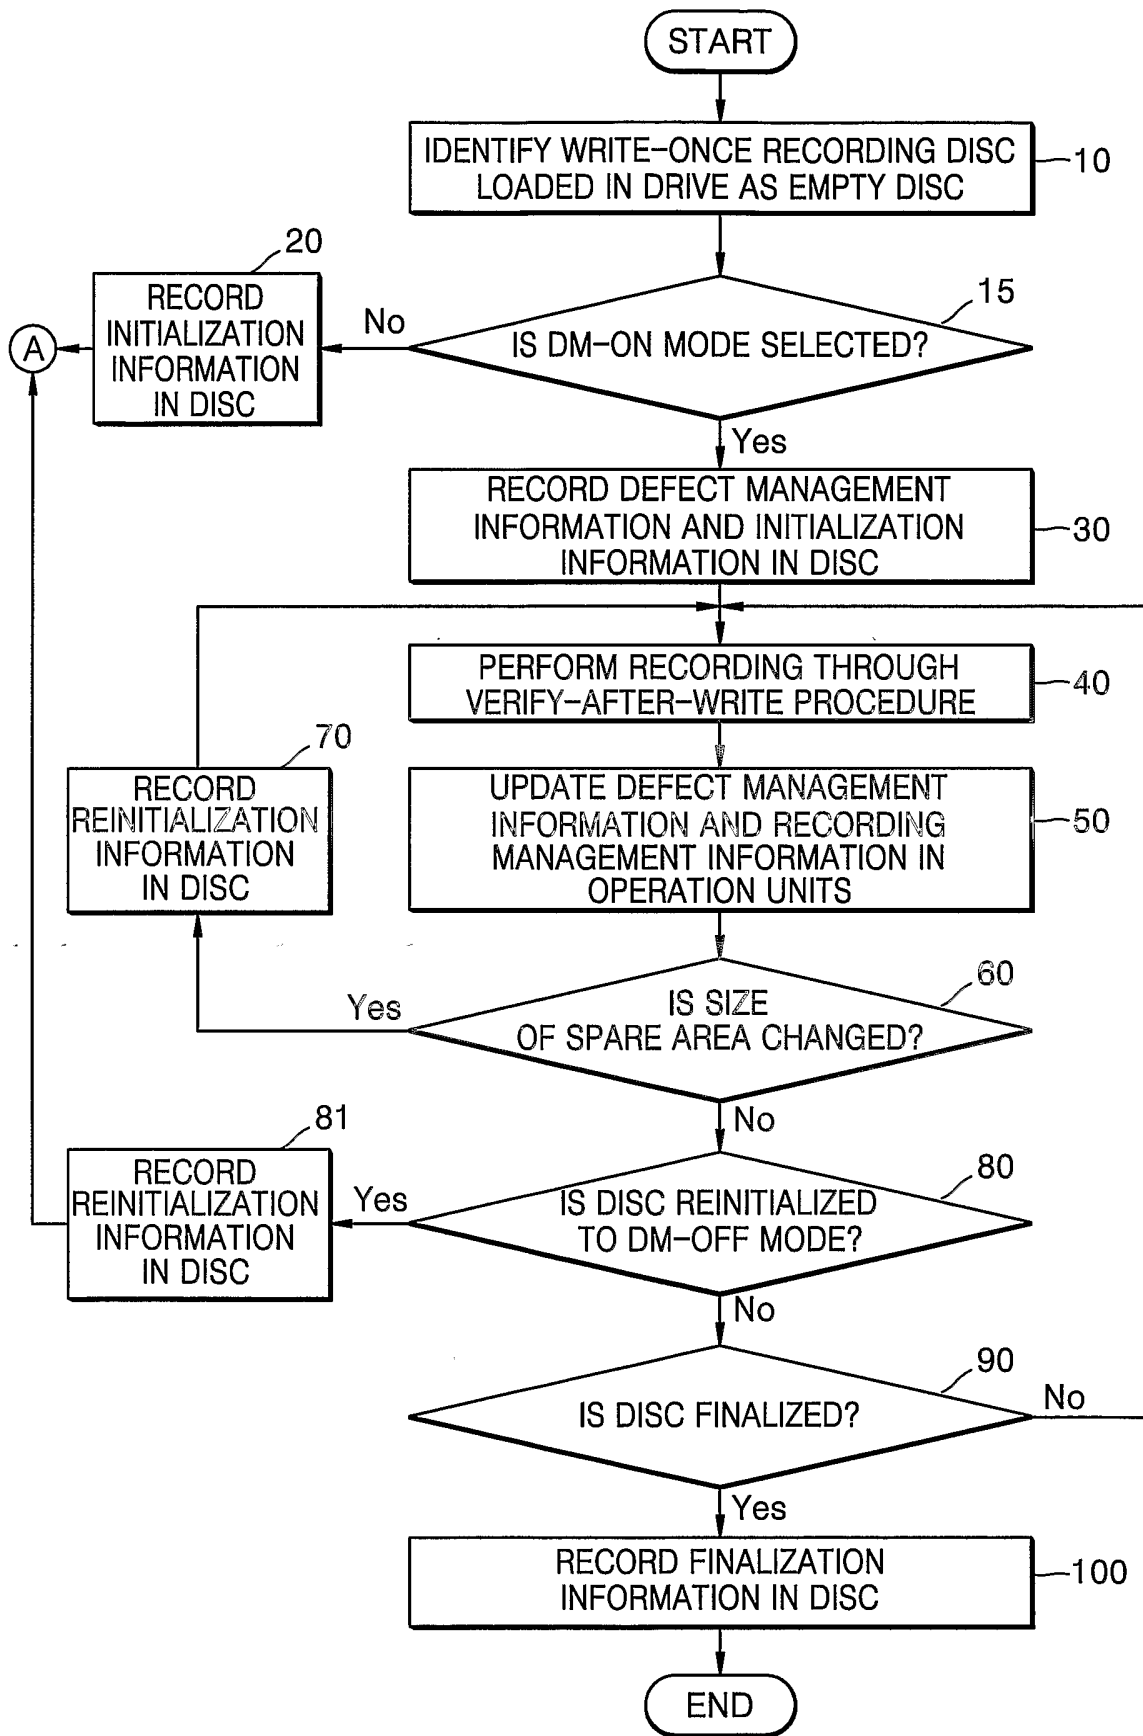 START
IDENTIFY WRITE-ONCE RECORDING DISC
LOADED IN DRIVE AS EMPTY DISC
10
20
RECORD
INITIALIZATION
INFORMATION
IN DISC
A
No
15
IS DM-ON MODE SELECTED?
Yes
RECORD DEFECT MANAGEMENT
INFORMATION AND INITIALIZATION
INFORMATION IN DISC
30
PERFORM RECORDING THROUGH
VERIFY-AFTER-WRITE PROCEDURE
40
70
RECORD
REINITIALIZATION
INFORMATION
IN DISC
UPDATE DEFECT MANAGEMENT
INFORMATION AND RECORDING
MANAGEMENT INFORMATION IN
OPERATION UNITS
50
60
Yes
IS SIZE
OF SPARE AREA CHANGED?
No
81
RECORD
REINITIALIZATION
INFORMATION
IN DISC
Yes
80
IS DISC REINITIALIZED
TO DM-OFF MODE?
No
90
IS DISC FINALIZED?
No
Yes
RECORD FINALIZATION
INFORMATION IN DISC
100
END